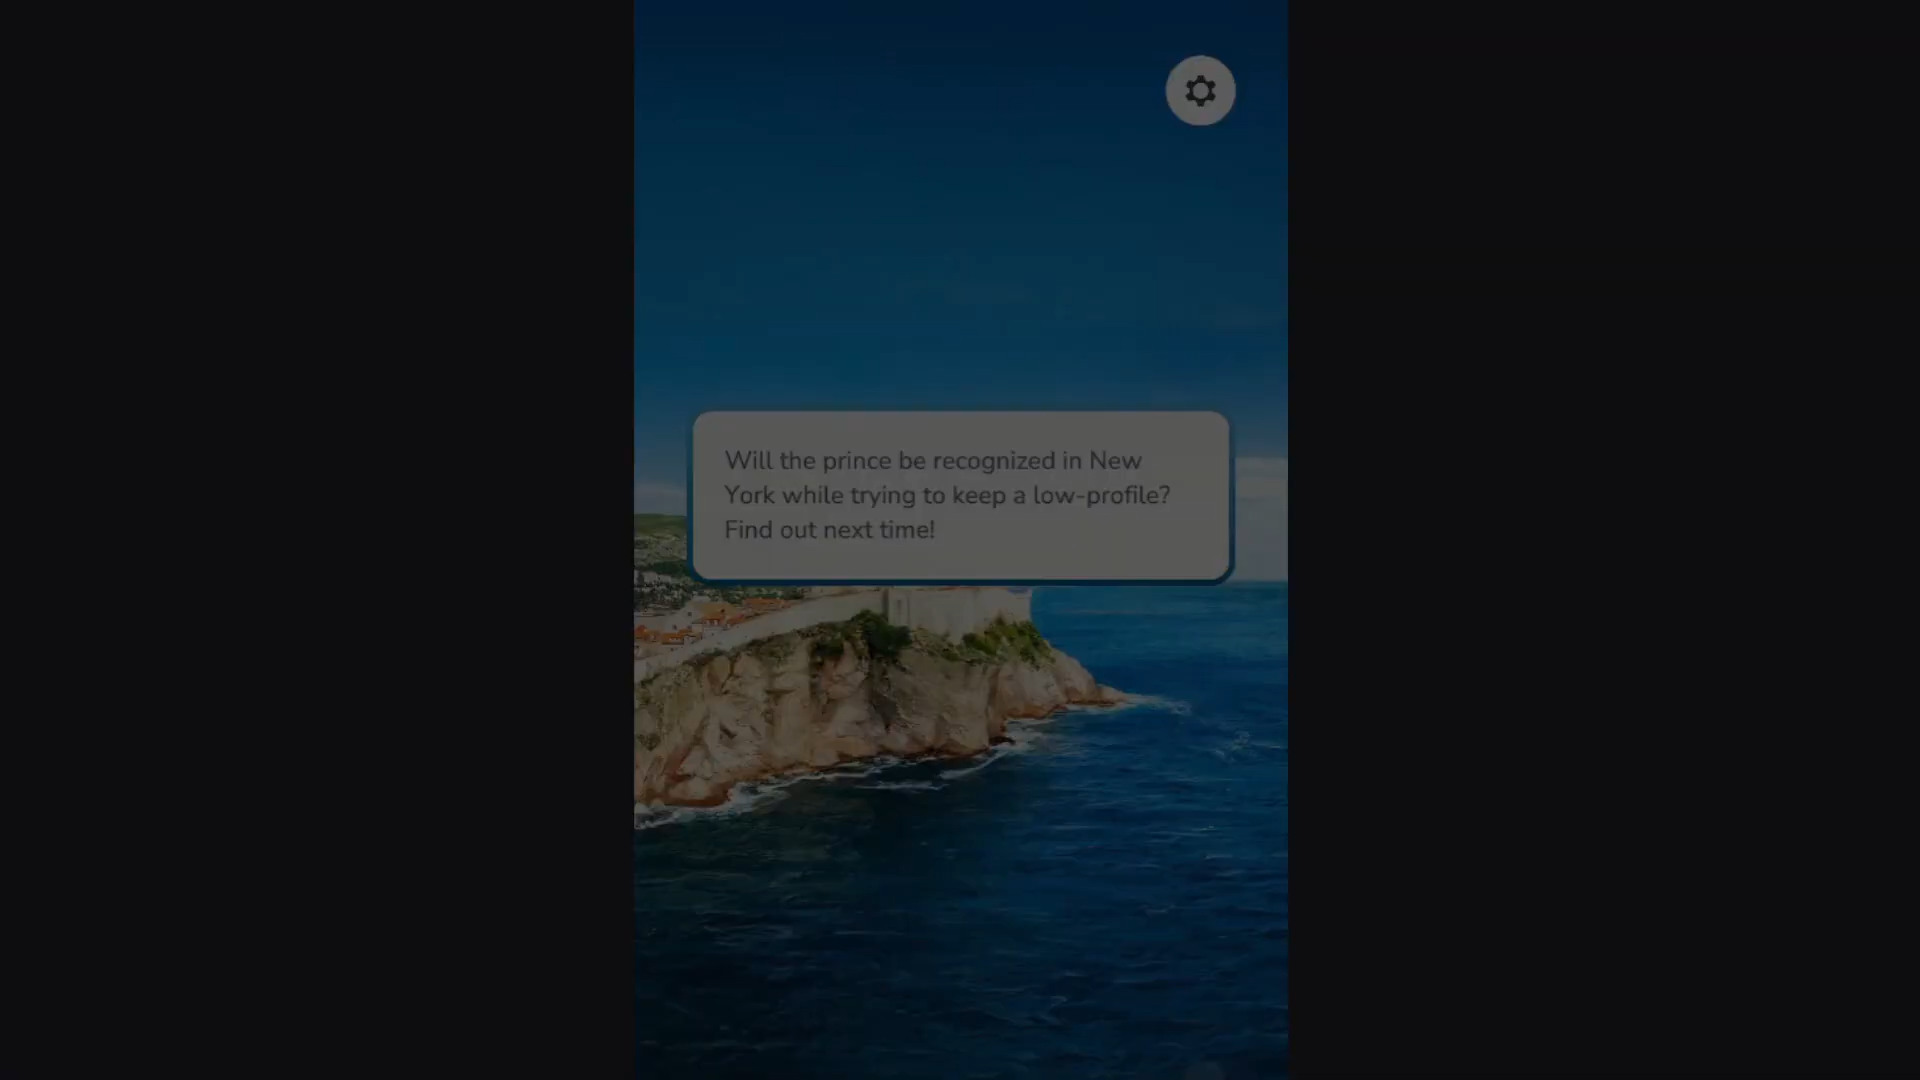 Will the prince be recognized in New
York while trying to keep a low-profile?
Find out next time!